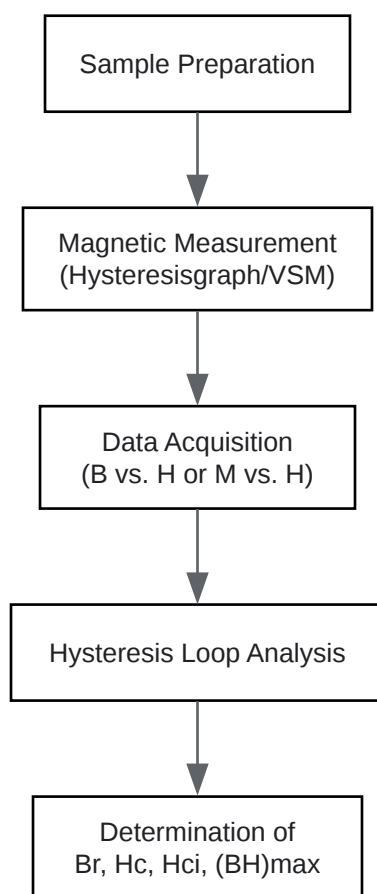 Sample Preparation
Magnetic Measurement
(Hysteresisgraph/VSM)
Data Acquisition
(B vs. H or M vs. H)
Hysteresis Loop Analysis
Determination of
Br, Hc, Hci, (BH)max